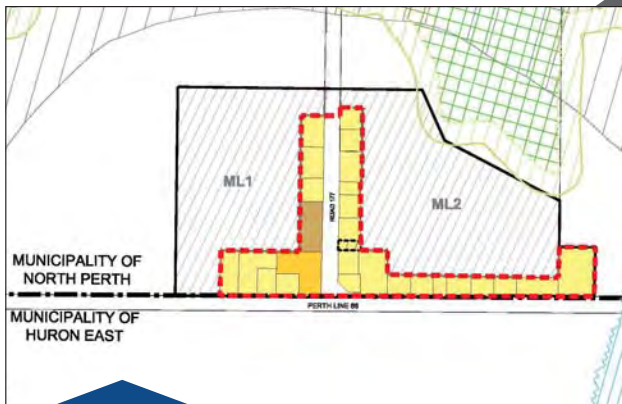 ML1
ROAD 177
ML2
MUNICIPALITY OF
NORTH PERTH
PERTH LINE 86
MUNICIPALITY OF
HURON EAST